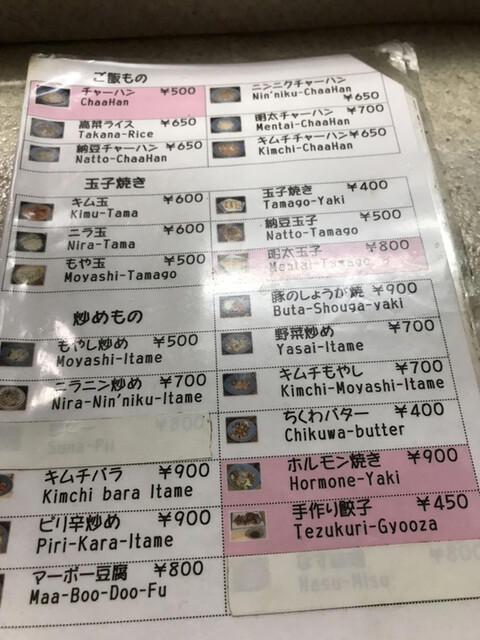 ご飯もの
チャーハン ¥500
ChaaHan
ニンニクチャーハン
Nin'niku-ChaaHan ¥650
高菜ライス ¥650
Takana-Rice
明太チャーハン ¥700
Mentai-ChaaHan
納豆チャーハン ¥650
Natto-ChaaHan
キムチチャーハン ¥650
Kimchi-ChaaHan
玉子焼き
キム玉 ¥600
Kimu-Tama
玉子焼き ¥400
Tamago-Yaki
ニラ玉 ¥600
Nira-Tama
納豆玉子 ¥500
Natto-Tamago
もや玉 ¥500
Moyashi-Tamago
明太玉子 ¥800
Mentai-Tamago
炒めもの
豚のしょうが焼 ¥900
Buta-Shouga-yaki
もやし炒め ¥500
Moyashi-Itame
野菜炒め ¥700
Yasai-Itame
ニラニン炒め ¥700
Nira-Nin'niku-Itame
キムチもやし ¥700
Kimchi-Moyashi-Itame
ちくわバター ¥400
Chikuwa-butter
キムチバラ ¥900
Kimchi bara Itame
ホルモン焼き ¥900
Hormone-Yaki
ピリ辛炒め ¥900
Piri-Kara-Itame
手作り餃子 ¥450
Tezukuri-Gyooza
マーボー豆腐 ¥800
Maa-Boo-Doo-Fu